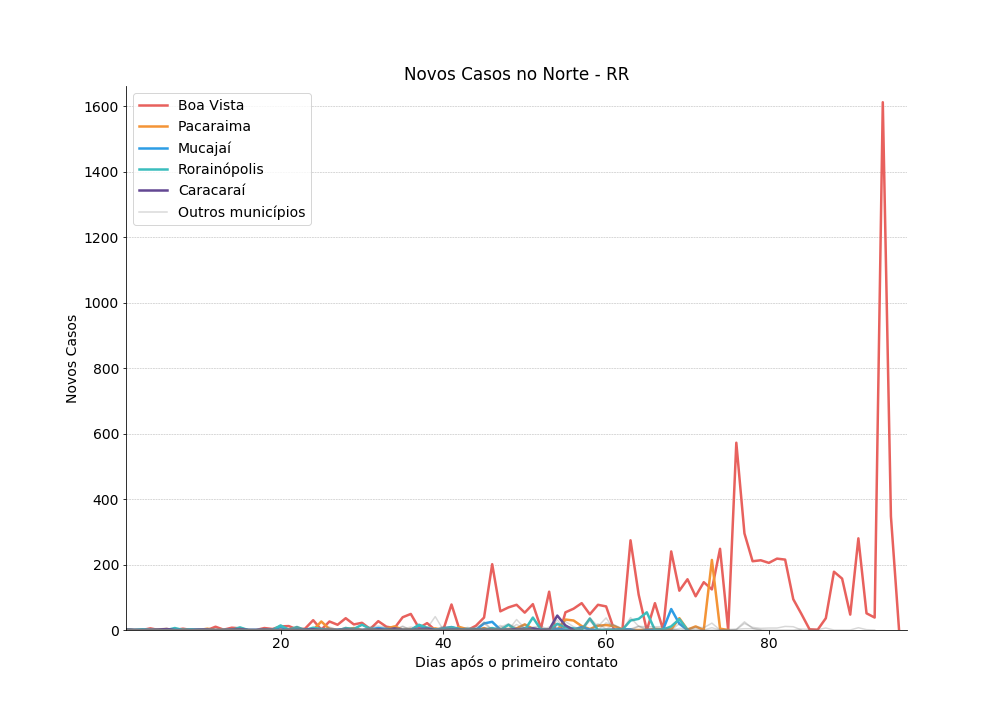 Novos Casos no Norte - RR
Boa Vista
Pacaraima
Mucajaí
Rorainópolis
Caracaraí
Outros municípios
1600
1400
1200
1000
800
600
400
200
0
Novos Casos
20
40
60
80
Dias após o primeiro contato